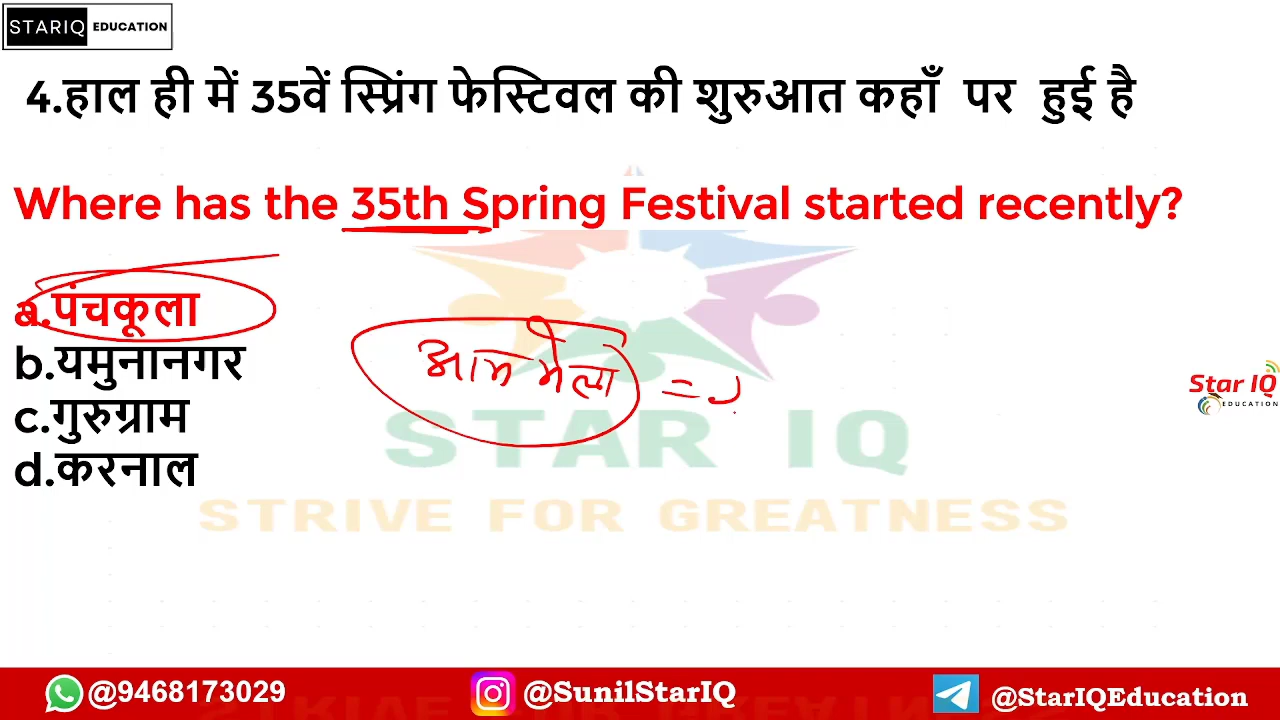 STARIQ EDUCATION
4.हाल ही में 35वें स्प्रिंग फेस्टिवल की शुरुआत कहाँ पर हुई है
Where has the 35th Spring Festival started recently?
a.पंचकूला
b.यमुनानगर
c.गुरुग्राम
d.करनाल
आम मेला =
Star IQ
EDUCATION
STAR IQ
STRIVE FOR GREATNESS
@9468173029 @SunilStarIQ @StarIQEducation